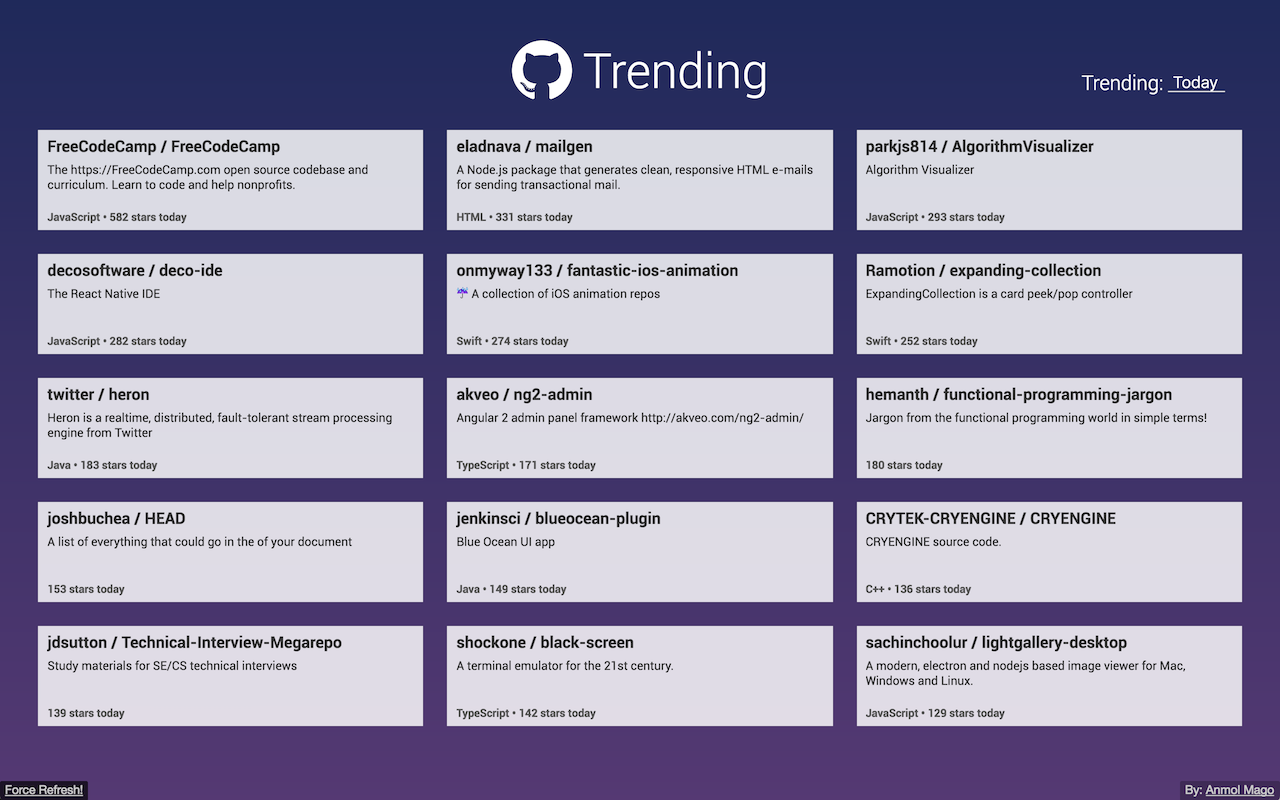 Trending
Trending: Today
FreeCodeCamp / FreeCodeCamp
The https://FreeCodeCamp.com open source codebase and
curriculum. Learn to code and help nonprofits.
JavaScript • 582 stars today
eladnava / mailgen
A Node.js package that generates clean, responsive HTML e-mails
for sending transactional mail.
HTML • 331 stars today
parkjs814 / AlgorithmVisualizer
Algorithm Visualizer
JavaScript • 293 stars today
decosoftware / deco-ide
The React Native IDE
JavaScript • 282 stars today
onmyway133 / fantastic-ios-animation
☔ A collection of iOS animation repos
Swift • 274 stars today
Ramotion / expanding-collection
ExpandingCollection is a card peek/pop controller
Swift • 252 stars today
twitter / heron
Heron is a realtime, distributed, fault-tolerant stream processing
engine from Twitter
Java • 183 stars today
akveo / ng2-admin
Angular 2 admin panel framework http://akveo.com/ng2-admin/
TypeScript • 171 stars today
hemanth / functional-programming-jargon
Jargon from the functional programming world in simple terms!
180 stars today
joshbuchea / HEAD
A list of everything that could go in the of your document
153 stars today
jenkinsci / blueocean-plugin
Blue Ocean UI app
Java • 149 stars today
CRYTEK-CRYENGINE / CRYENGINE
CRYENGINE source code.
C++ • 136 stars today
jdsutton / Technical-Interview-Megarepo
Study materials for SE/CS technical interviews
139 stars today
shockone / black-screen
A terminal emulator for the 21st century.
TypeScript • 142 stars today
sachinchoolur / lightgallery-desktop
A modern, electron and nodejs based image viewer for Mac,
Windows and Linux.
JavaScript • 129 stars today
Force Refresh!
By: Anmol Mago